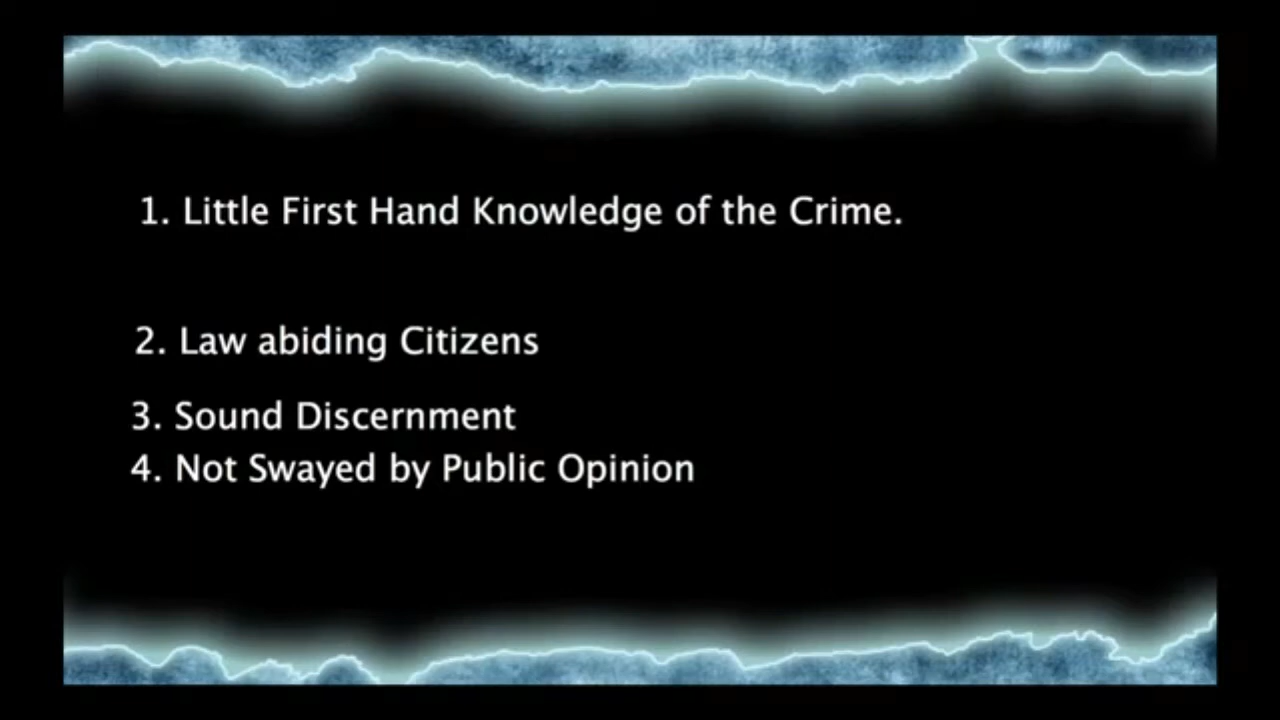 1. Little First Hand Knowledge of the Crime.
2. Law abiding Citizens
3. Sound Discernment
4. Not Swayed by Public Opinion